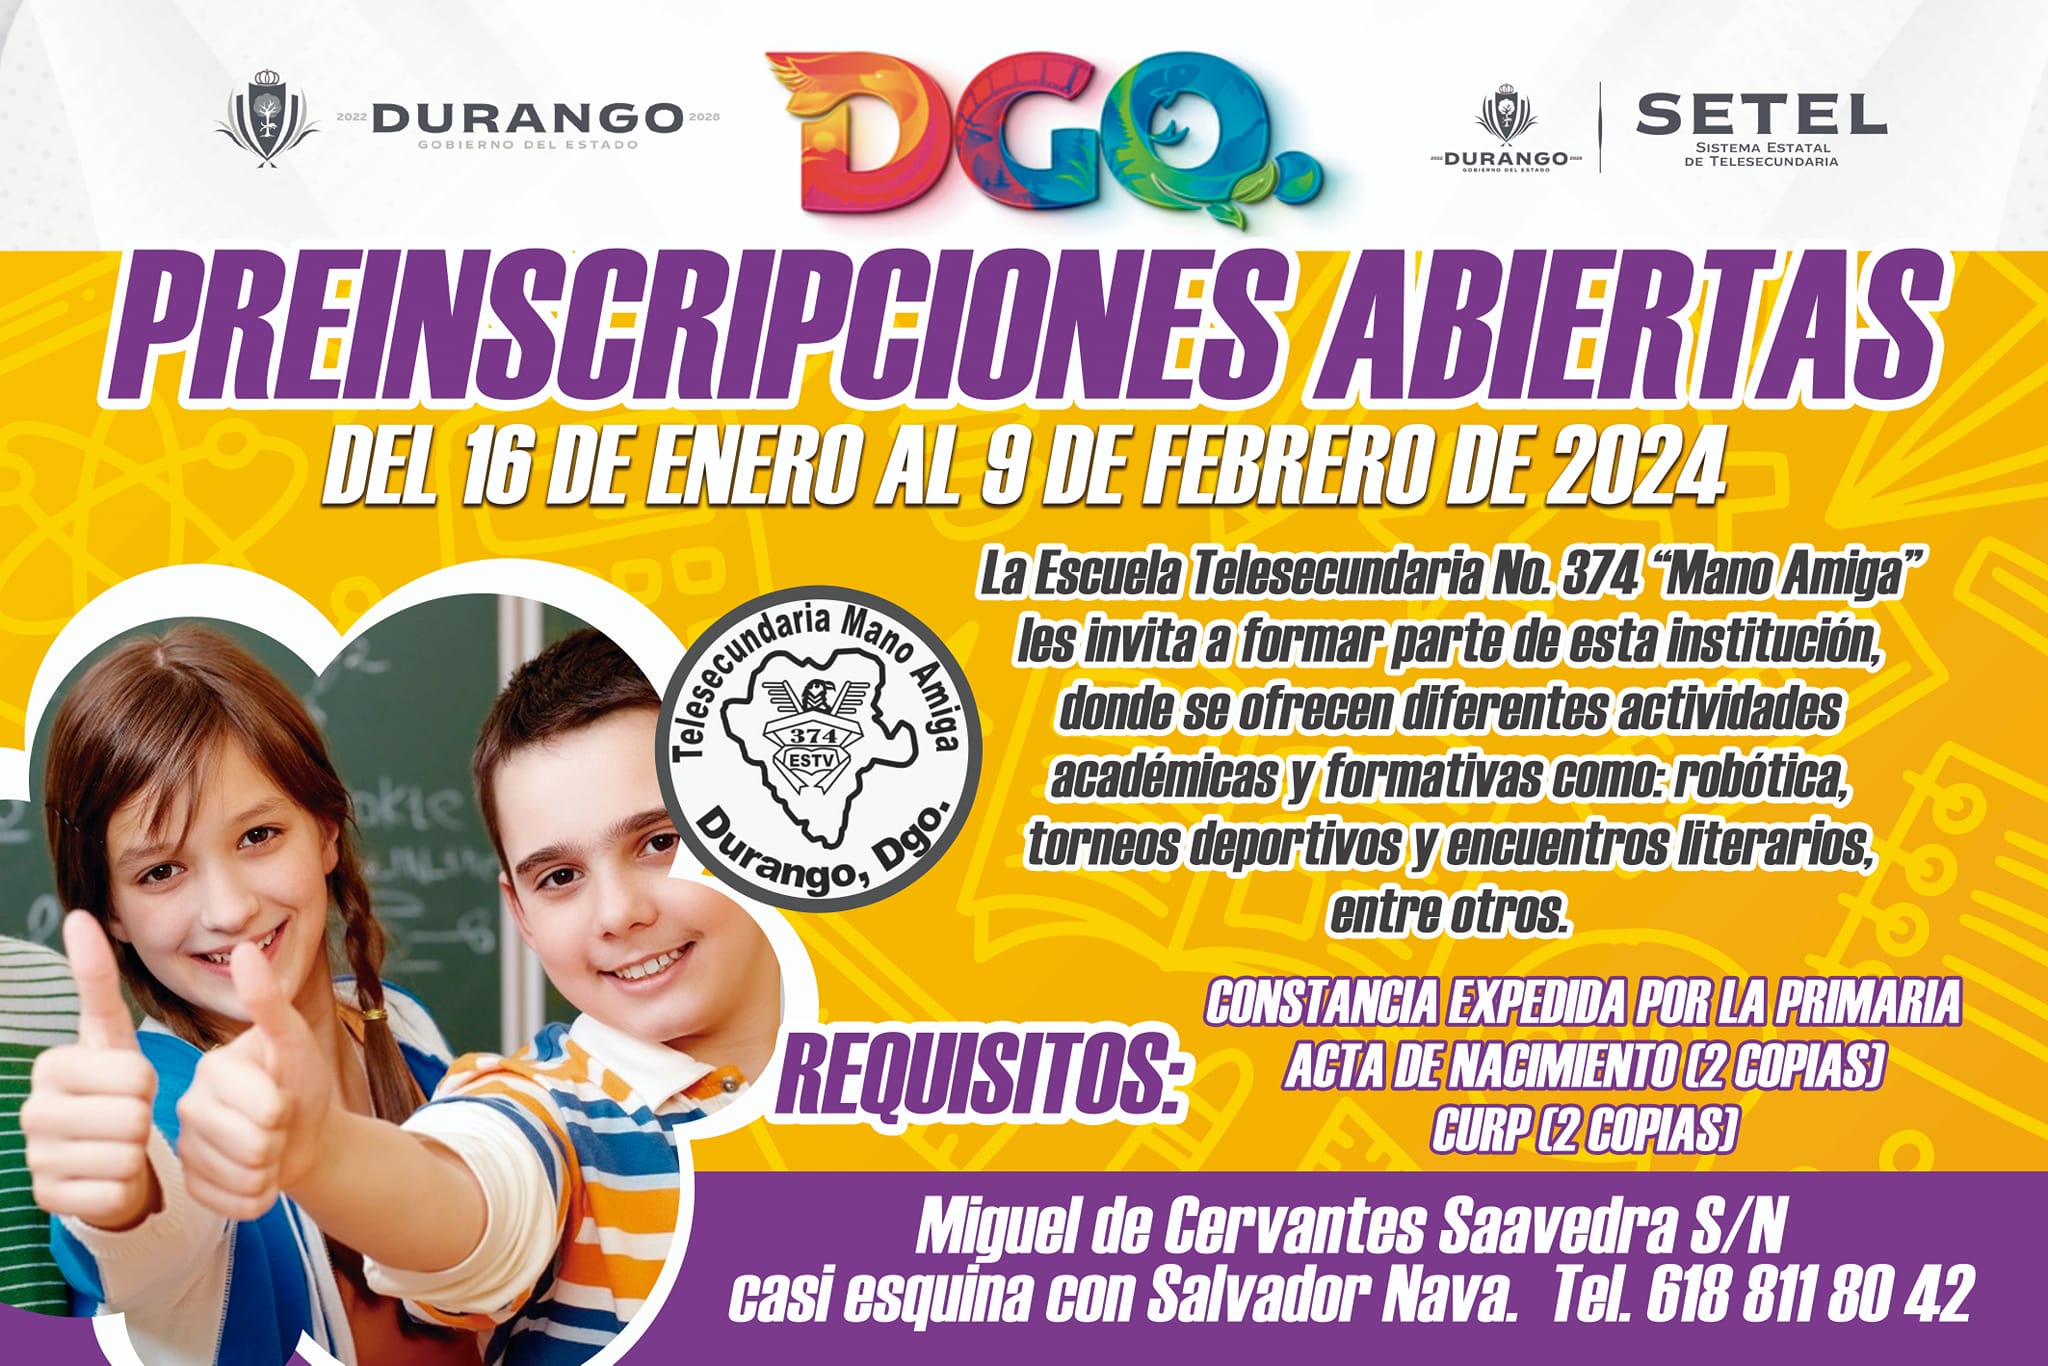 2022 DURANGO 2028
GOBIERNO DEL ESTADO
DGO
2022 DURANGO 2028
GOBIERNO DEL ESTADO
SETEL
SISTEMA ESTATAL
DE TELESECUNDARIA
PREINSCRIPCIONES ABIERTAS
DEL 16 DE ENERO AL 9 DE FEBRERO DE 2024
La Escuela Telesecundaria No. 374 “Mano Amiga”
les invita a formar parte de esta institución,
donde se ofrecen diferentes actividades
académicas y formativas como: robótica,
torneos deportivos y encuentros literarios,
entre otros.
Telesecundaria Mano Amiga
374
ESTV
Durango, Dgo.
REQUISITOS:
CONSTANCIA EXPEDIDA POR LA PRIMARIA
ACTA DE NACIMIENTO (2 COPIAS)
CURP (2 COPIAS)
Miguel de Cervantes Saavedra S/N
casi esquina con Salvador Nava. Tel. 618 811 80 42